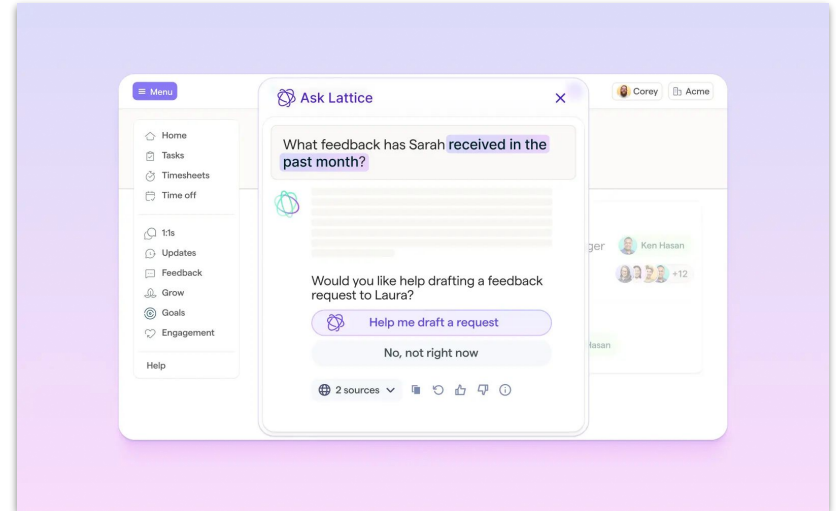 Menu
Corey
Acme
Home
Tasks
Timesheets
Time off
1:1s
Updates
Feedback
Grow
Goals
Engagement
Help
Ask Lattice
What feedback has Sarah received in the
past month?
Would you like help drafting a feedback
request to Laura?
Help me draft a request
No, not right now
2 sources
Ken Hasan
+12